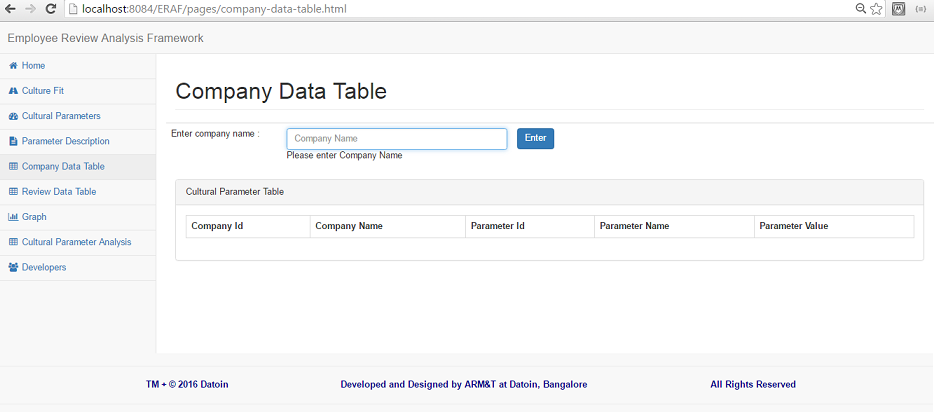 localhost:8084/ERAF/pages/company-data-table.html
Employee Review Analysis Framework
Home
Culture Fit
Cultural Parameters
Parameter Description
Company Data Table
Review Data Table
Graph
Cultural Parameter Analysis
Developers
Company Data Table
Enter company name :
Company Name
Enter
Please enter Company Name
Cultural Parameter Table
Company Id
Company Name
Parameter Id
Parameter Name
Parameter Value
TM + © 2016 Datoin
Developed and Designed by ARM&T at Datoin, Bangalore
All Rights Reserved